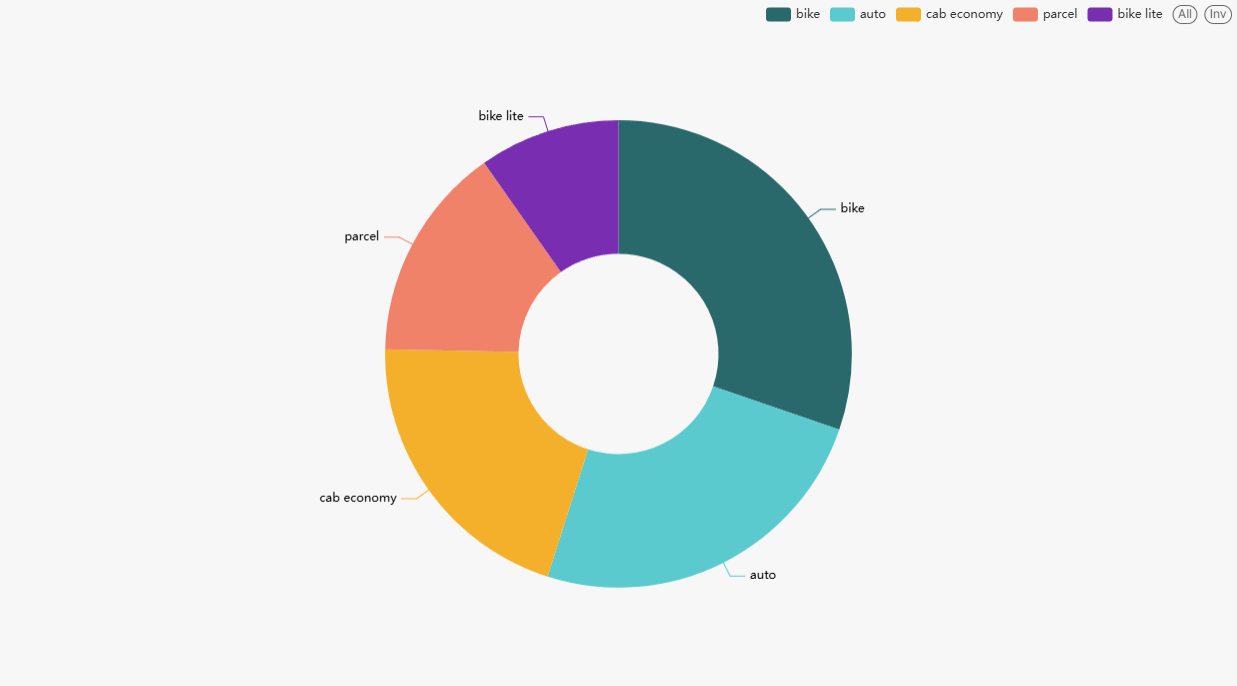 bike auto cab economy parcel bike lite All Inv
bike lite
bike
parcel
cab economy
auto